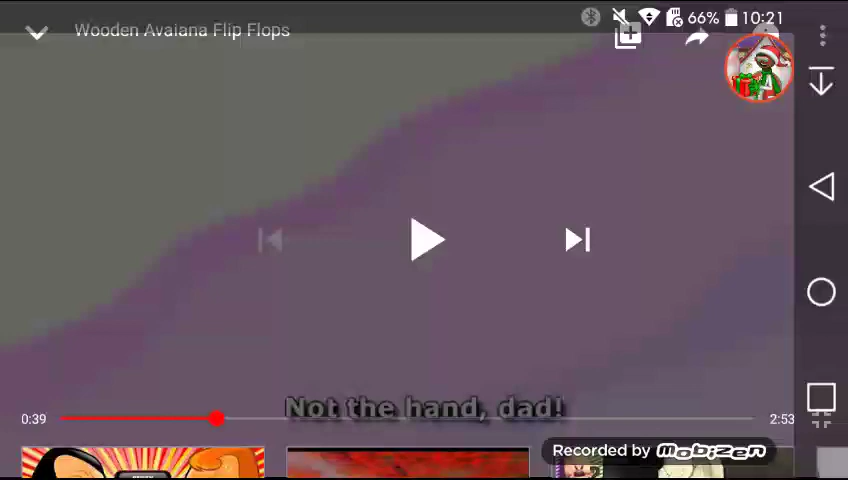 66% 10:21
Wooden Avaiana Flip Flops
Not the hand, dad!
0:39
2:53
Recorded by MOBIZEN